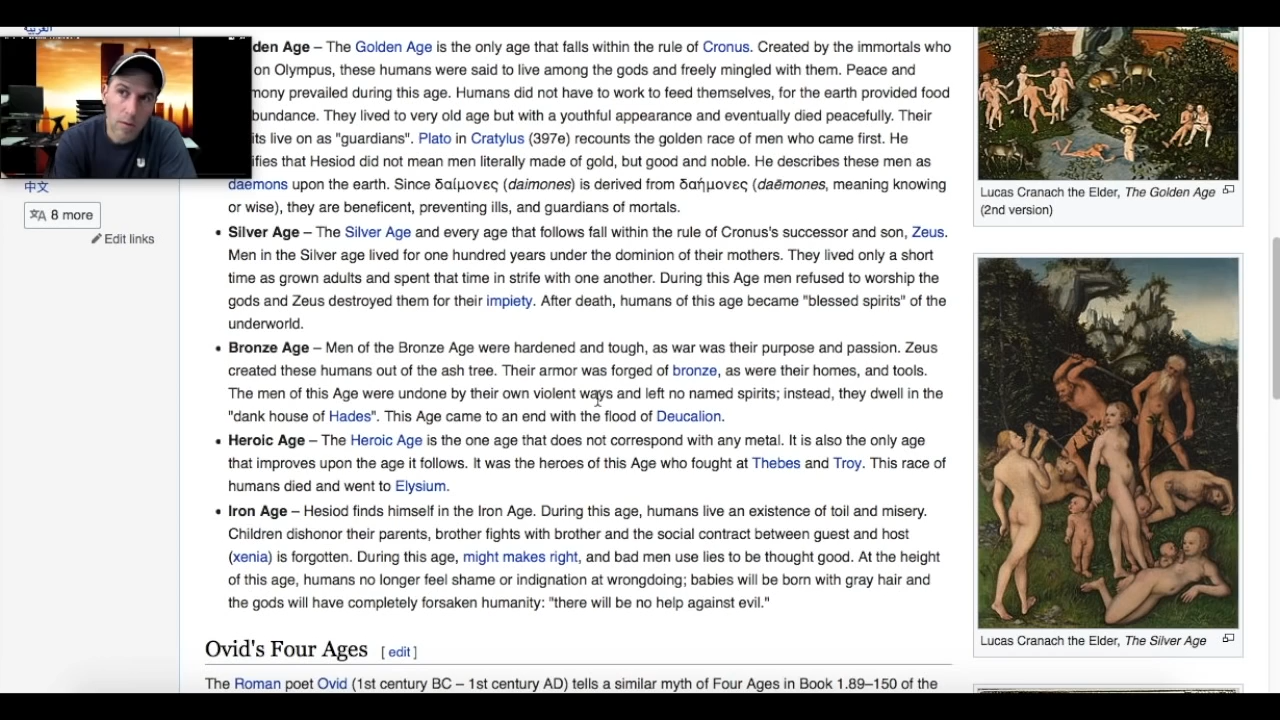 العربية
中文
8 more
Edit links
den Age – The Golden Age is the only age that falls within the rule of Cronus. Created by the immortals who
on Olympus, these humans were said to live among the gods and freely mingled with them. Peace and
mony prevailed during this age. Humans did not have to work to feed themselves, for the earth provided food
bundance. They lived to very old age but with a youthful appearance and eventually died peacefully. Their
its live on as "guardians". Plato in Cratylus (397e) recounts the golden race of men who came first. He
ifies that Hesiod did not mean men literally made of gold, but good and noble. He describes these men as
daemons upon the earth. Since δαίμονες (daimones) is derived from δαήμονες (daēmones, meaning knowing
or wise), they are beneficent, preventing ills, and guardians of mortals.
• Silver Age – The Silver Age and every age that follows fall within the rule of Cronus's successor and son, Zeus.
Men in the Silver age lived for one hundred years under the dominion of their mothers. They lived only a short
time as grown adults and spent that time in strife with one another. During this Age men refused to worship the
gods and Zeus destroyed them for their impiety. After death, humans of this age became "blessed spirits" of the
underworld.
• Bronze Age – Men of the Bronze Age were hardened and tough, as war was their purpose and passion. Zeus
created these humans out of the ash tree. Their armor was forged of bronze, as were their homes, and tools.
The men of this Age were undone by their own violent ways and left no named spirits; instead, they dwell in the
"dank house of Hades". This Age came to an end with the flood of Deucalion.
• Heroic Age – The Heroic Age is the one age that does not correspond with any metal. It is also the only age
that improves upon the age it follows. It was the heroes of this Age who fought at Thebes and Troy. This race of
humans died and went to Elysium.
• Iron Age – Hesiod finds himself in the Iron Age. During this age, humans live an existence of toil and misery.
Children dishonor their parents, brother fights with brother and the social contract between guest and host
(xenia) is forgotten. During this age, might makes right, and bad men use lies to be thought good. At the height
of this age, humans no longer feel shame or indignation at wrongdoing; babies will be born with gray hair and
the gods will have completely forsaken humanity: "there will be no help against evil."
Ovid's Four Ages [ edit ]
The Roman poet Ovid (1st century BC – 1st century AD) tells a similar myth of Four Ages in Book 1.89–150 of the
Lucas Cranach the Elder, The Golden Age
(2nd version)
Lucas Cranach the Elder, The Silver Age